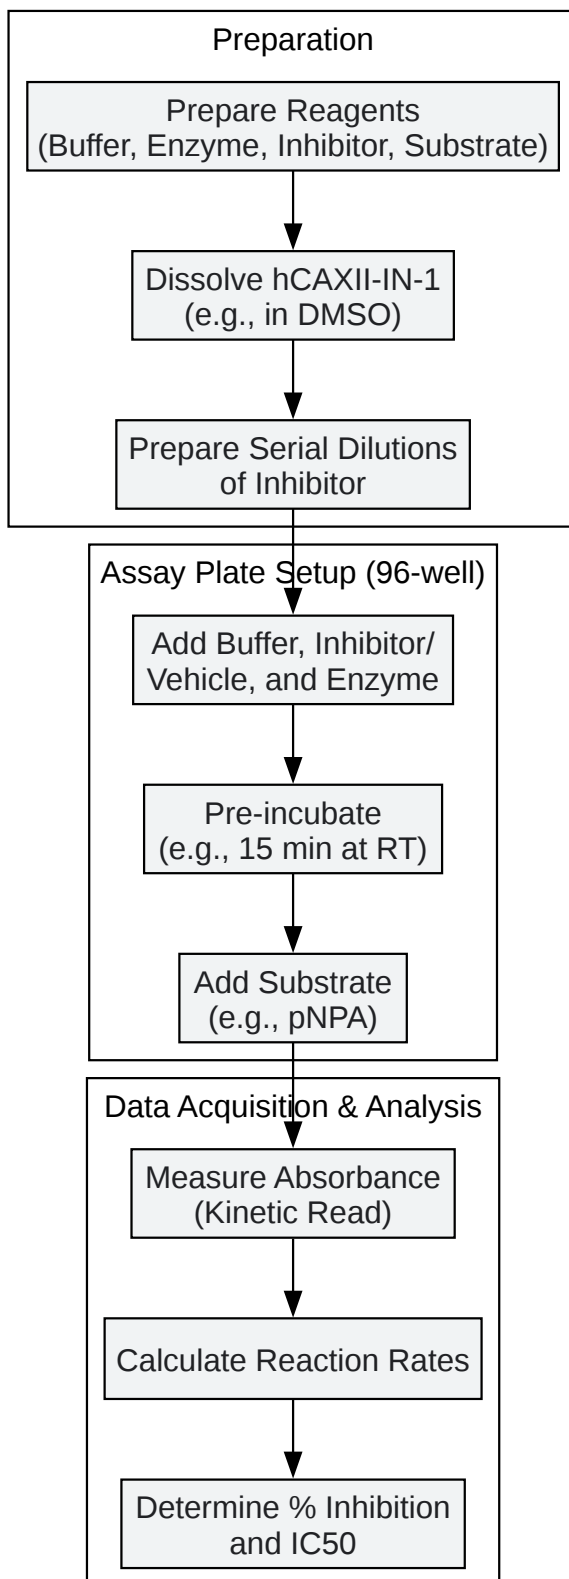 Preparation
Prepare Reagents
(Buffer, Enzyme, Inhibitor, Substrate)
Dissolve hCAXII-IN-1
(e.g., in DMSO)
Prepare Serial Dilutions
of Inhibitor
Assay Plate Setup (96-well)
Add Buffer, Inhibitor/
Vehicle, and Enzyme
Pre-incubate
(e.g., 15 min at RT)
Add Substrate
(e.g., pNPA)
Data Acquisition & Analysis
Measure Absorbance
(Kinetic Read)
Calculate Reaction Rates
Determine % Inhibition
and IC50